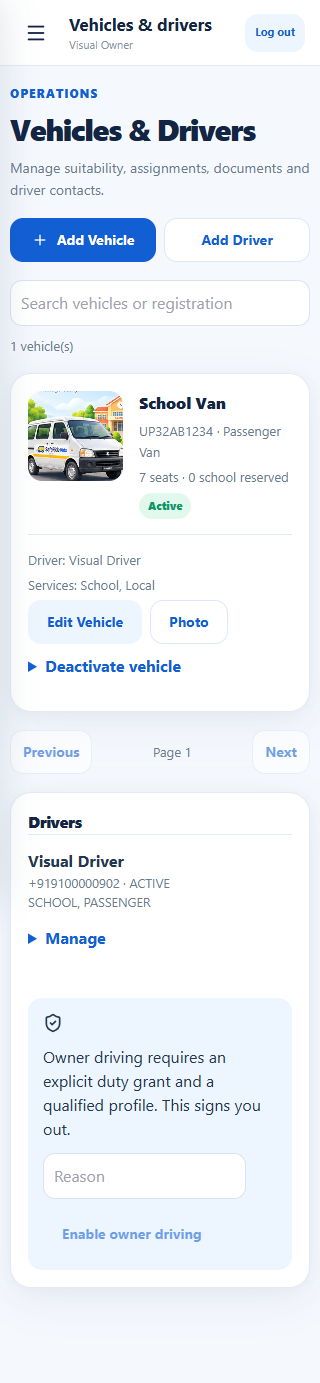 Vehicles & drivers
Visual Owner
Log out
OPERATIONS
Vehicles & Drivers
Manage suitability, assignments, documents and
driver contacts.
+ Add Vehicle
Add Driver
Search vehicles or registration
1 vehicle(s)
School Van
UP32AB1234 · Passenger
Van
7 seats · 0 school reserved
Active
Driver: Visual Driver
Services: School, Local
Edit Vehicle
Photo
Deactivate vehicle
Previous
Page 1
Next
Drivers
Visual Driver
+919100000902 · ACTIVE
SCHOOL, PASSENGER
Manage
Owner driving requires an
explicit duty grant and a
qualified profile. This signs you
out.
Reason
Enable owner driving